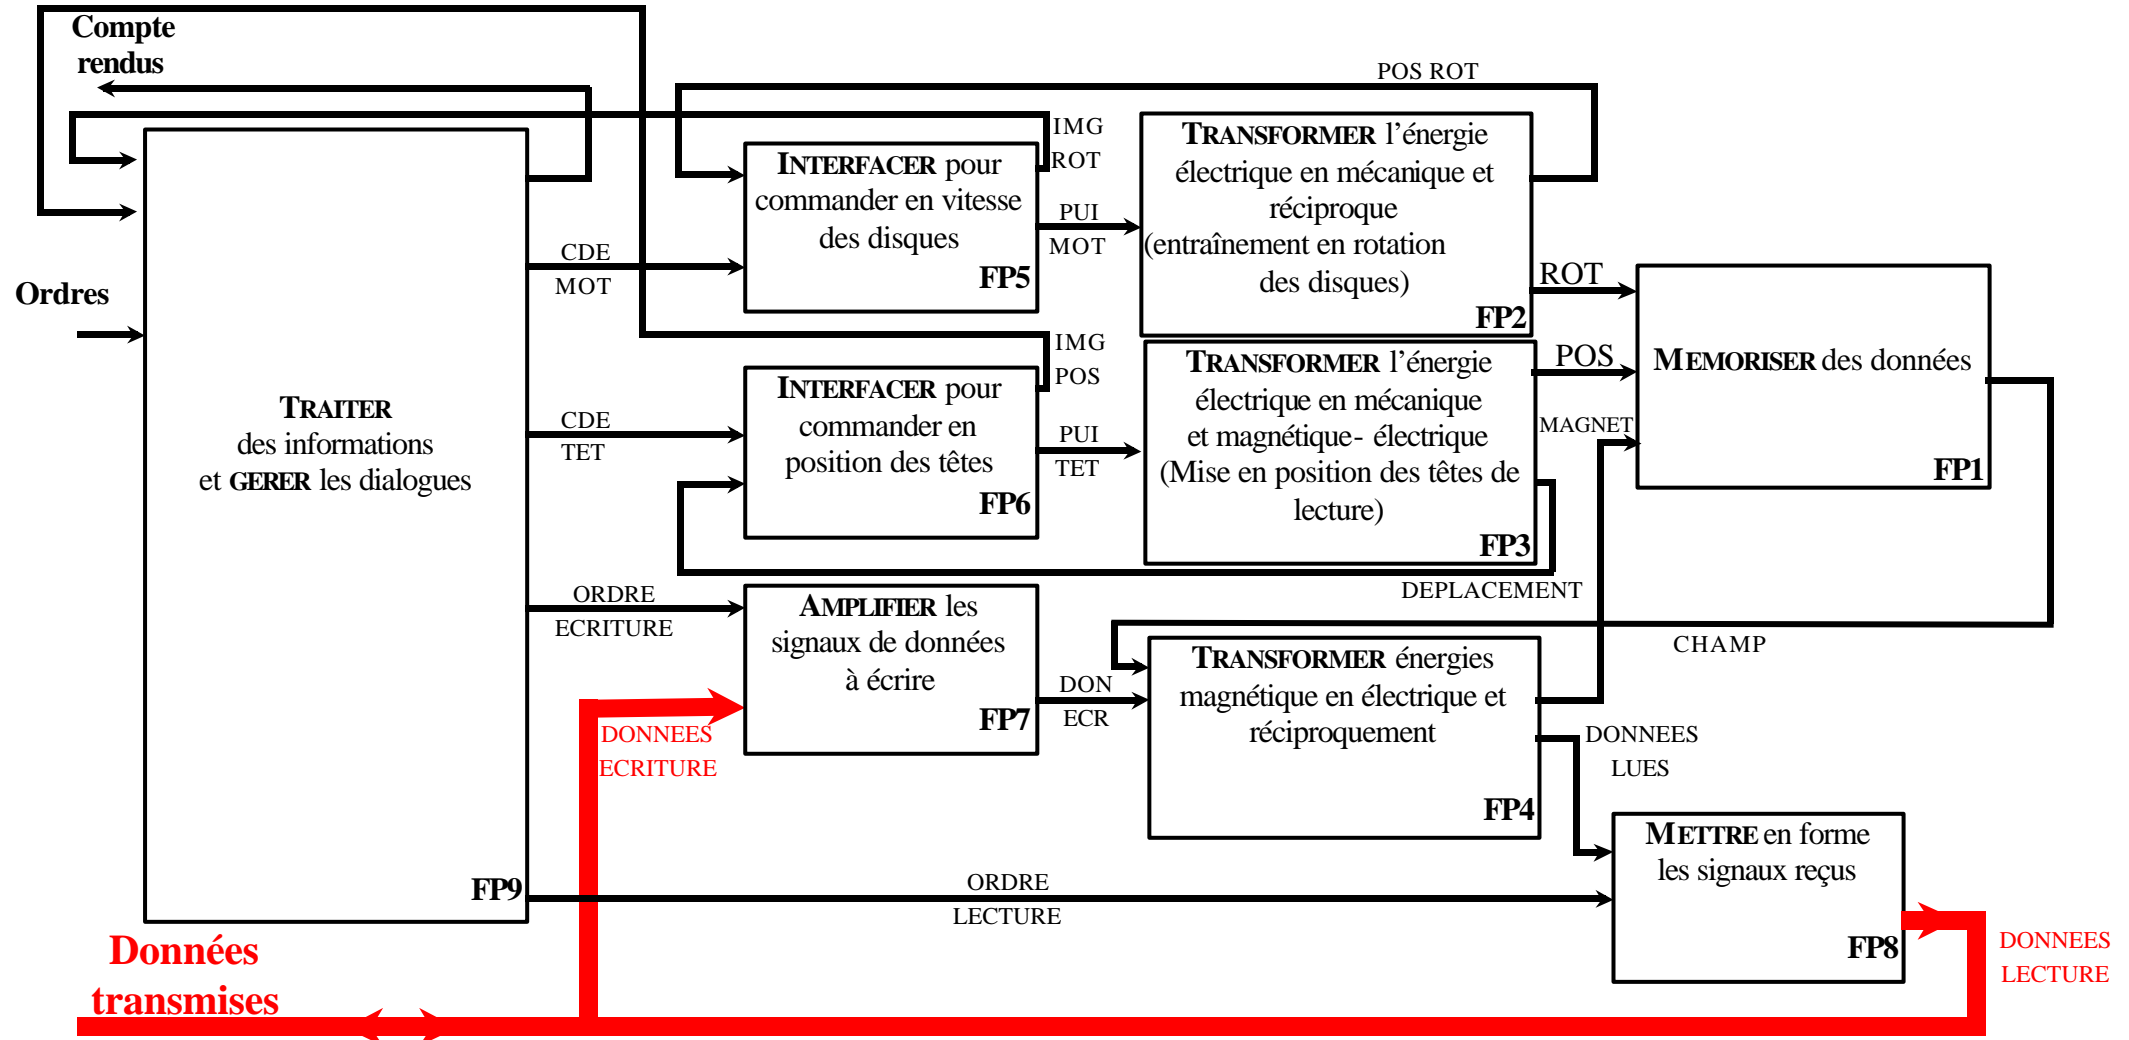 Compte
rendus
Ordres
TRAITER
des informations
et GERER les dialogues
FP9
CDE
MOT
CDE
TET
ORDRE
ECRITURE
INTERFACER pour
commander en vitesse
des disques
FP5
IMG
ROT
PUI
MOT
POS ROT
TRANSFORMER l'énergie
électrique en mécanique et
réciproque
(entraînement en rotation
des disques)
FP2
ROT
INTERFACER pour
commander en
position des têtes
FP6
IMG
POS
PUI
TET
TRANSFORMER l'énergie
électrique en mécanique
et magnétique- électrique
(Mise en position des têtes de
lecture)
FP3
POS
MAGNET
MEMORISER des données
FP1
DEPLACEMENT
CHAMP
AMPLIFIER les
signaux de données
à écrire
FP7
DONNEES
ECRITURE
DON
ECR
TRANSFORMER énergies
magnétique en électrique et
réciproquement
FP4
DONNEES
LUES
METTRE en forme
les signaux reçus
FP8
ORDRE
LECTURE
DONNEES
LECTURE
Données
transmises